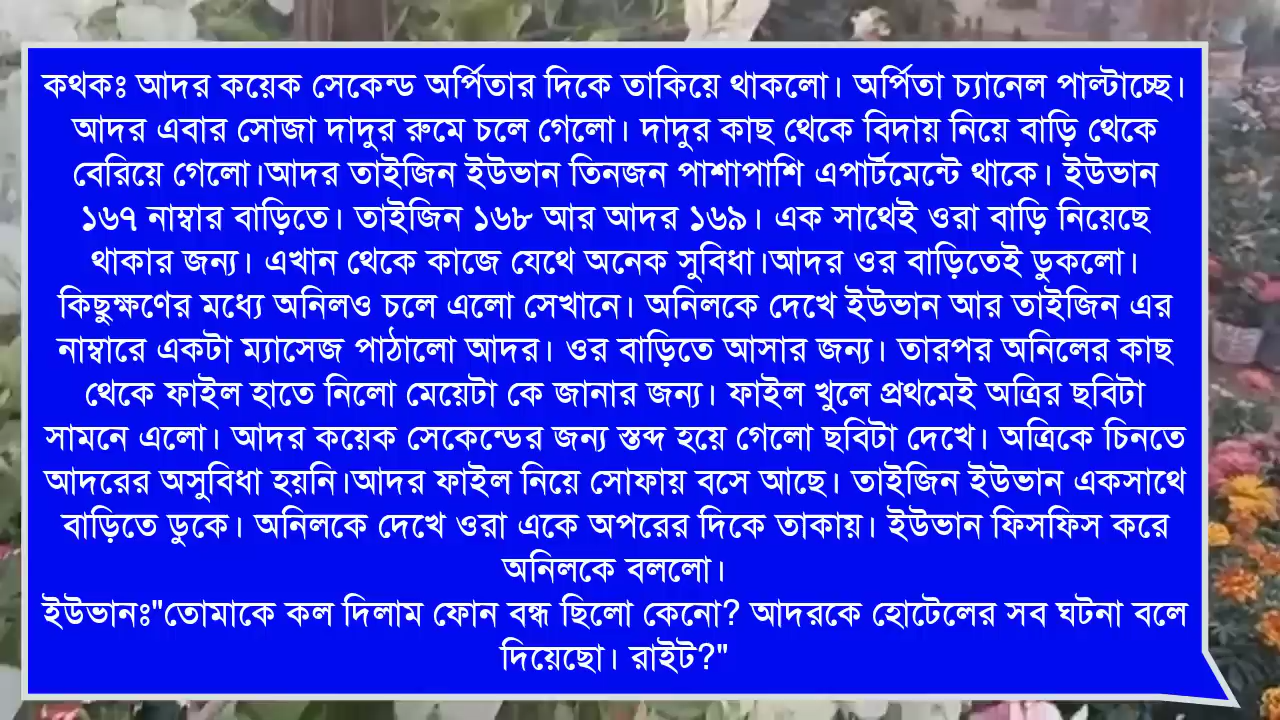 কথকঃ আদর কয়েক সেকেন্ড অর্পিতার দিকে তাকিয়ে থাকলো। অর্পিতা চ্যানেল পাল্টাচ্ছে।
আদর এবার সোজা দাদুর রুমে চলে গেলো। দাদুর কাছ থেকে বিদায় নিয়ে বাড়ি থেকে
বেরিয়ে গেলো।আদর তাইজিন ইউভান তিনজন পাশাপাশি এপার্টমেন্টে থাকে। ইউভান
১৬৭ নাম্বার বাড়িতে। তাইজিন ১৬৮ আর আদর ১৬৯। এক সাথেই ওরা বাড়ি নিয়েছে
থাকার জন্য। এখান থেকে কাজে যেথে অনেক সুবিধা।আদর ওর বাড়িতেই ডুকলো।
কিছুক্ষণের মধ্যে অনিলও চলে এলো সেখানে। অনিলকে দেখে ইউভান আর তাইজিন এর
নাম্বারে একটা ম্যাসেজ পাঠালো আদর। ওর বাড়িতে আসার জন্য। তারপর অনিলের কাছ
থেকে ফাইল হাতে নিলো মেয়েটা কে জানার জন্য। ফাইল খুলে প্রথমেই অত্রির ছবিটা
সামনে এলো। আদর কয়েক সেকেন্ডের জন্য স্তব্দ হয়ে গেলো ছবিটা দেখে। অত্রিকে চিনতে
আদরের অসুবিধা হয়নি।আদর ফাইল নিয়ে সোফায় বসে আছে। তাইজিন ইউভান একসাথে
বাড়িতে ডুকে। অনিলকে দেখে ওরা একে অপরের দিকে তাকায়। ইউভান ফিসফিস করে
অনিলকে বললো।
ইউভানঃ"তোমাকে কল দিলাম ফোন বন্ধ ছিলো কেনো? আদরকে হোটেলের সব ঘটনা বলে
দিয়েছো। রাইট?"